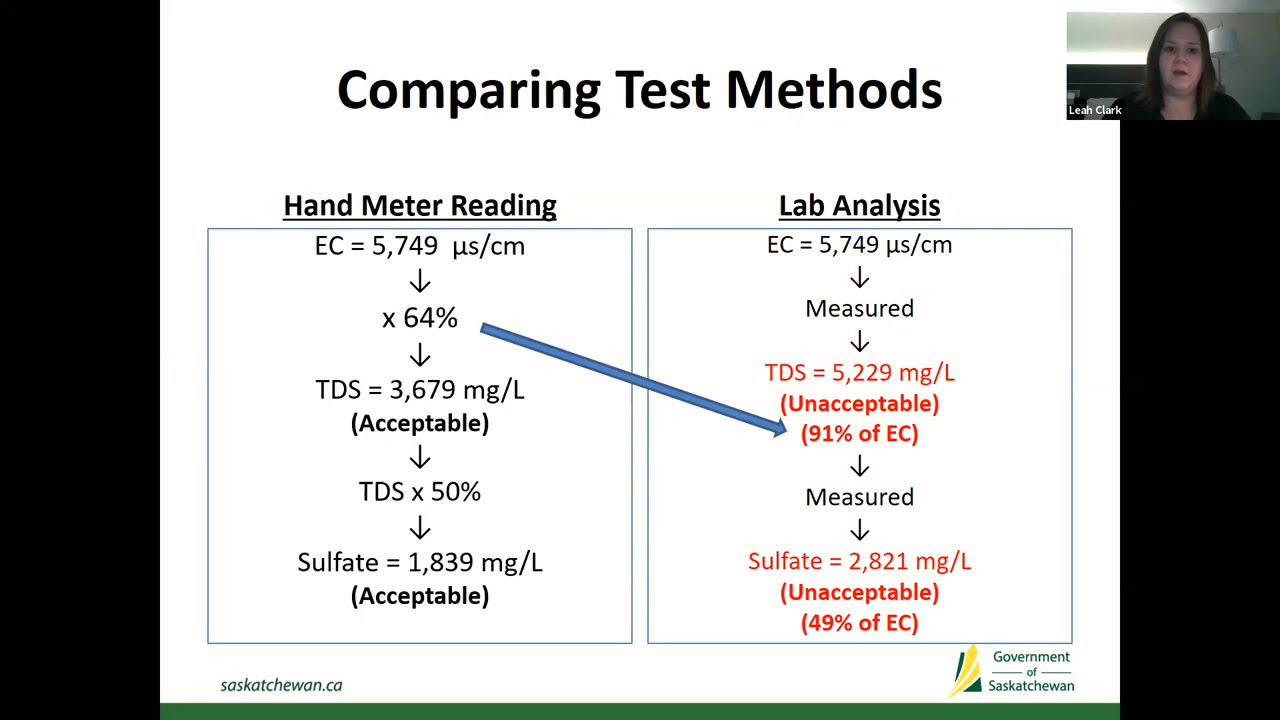 Comparing Test Methods
Leah Clark
Hand Meter Reading
EC = 5,749 µs/cm
↓
x 64%
↓
TDS = 3,679 mg/L
(Acceptable)
↓
TDS x 50%
↓
Sulfate = 1,839 mg/L
(Acceptable)
Lab Analysis
EC = 5,749 µs/cm
↓
Measured
↓
TDS = 5,229 mg/L
(Unacceptable)
(91% of EC)
↓
Measured
↓
Sulfate = 2,821 mg/L
(Unacceptable)
(49% of EC)
saskatchewan.ca
Government
of
Saskatchewan